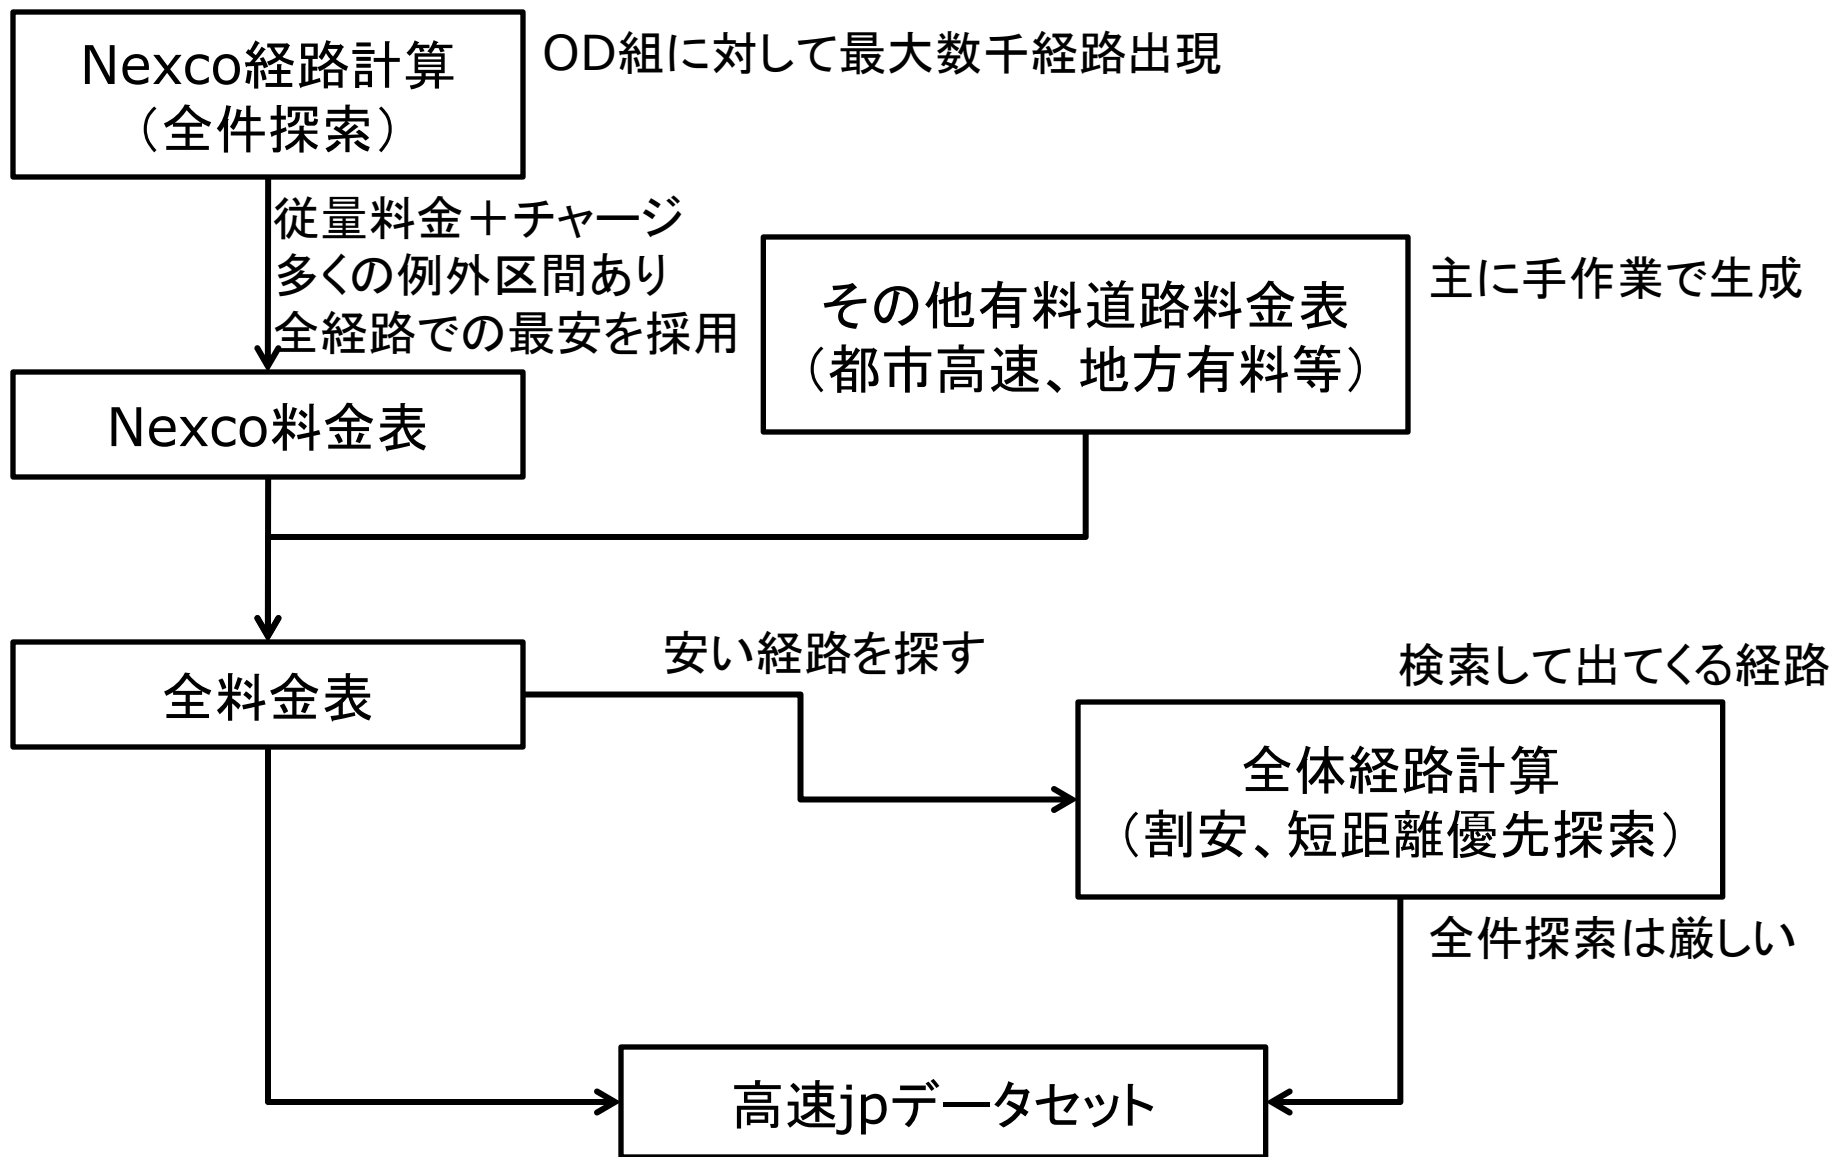 Nexco経路計算
（全件探索）
OD組に対して最大数千経路出現
従量料金＋チャージ
多くの例外区間あり
全経路での最安を採用
その他有料道路料金表
（都市高速、地方有料等）
主に手作業で生成
Nexco料金表
全料金表
安い経路を探す
検索して出てくる経路
全体経路計算
（割安、短距離優先探索）
全件探索は厳しい
高速jpデータセット